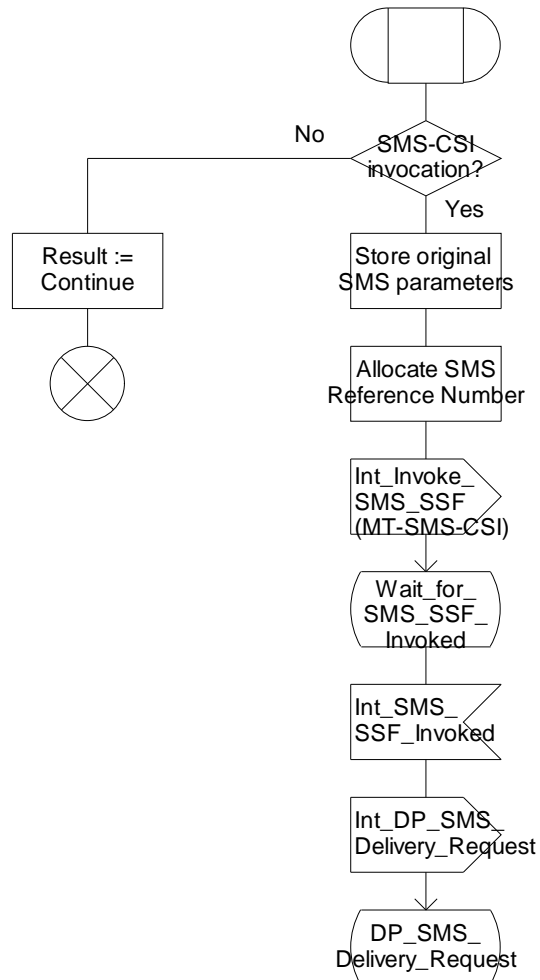 SMS-CSI
invocation?
No
Yes
Result :=
Continue
Store original
SMS parameters
Allocate SMS
Reference Number
Int_Invoke_
SMS_SSF
(MT-SMS-CSI)
Wait_for_
SMS_SSF_
Invoked
Int_SMS_
SSF_Invoked
Int_DP_SMS_
Delivery_Request
DP_SMS_
Delivery_Request